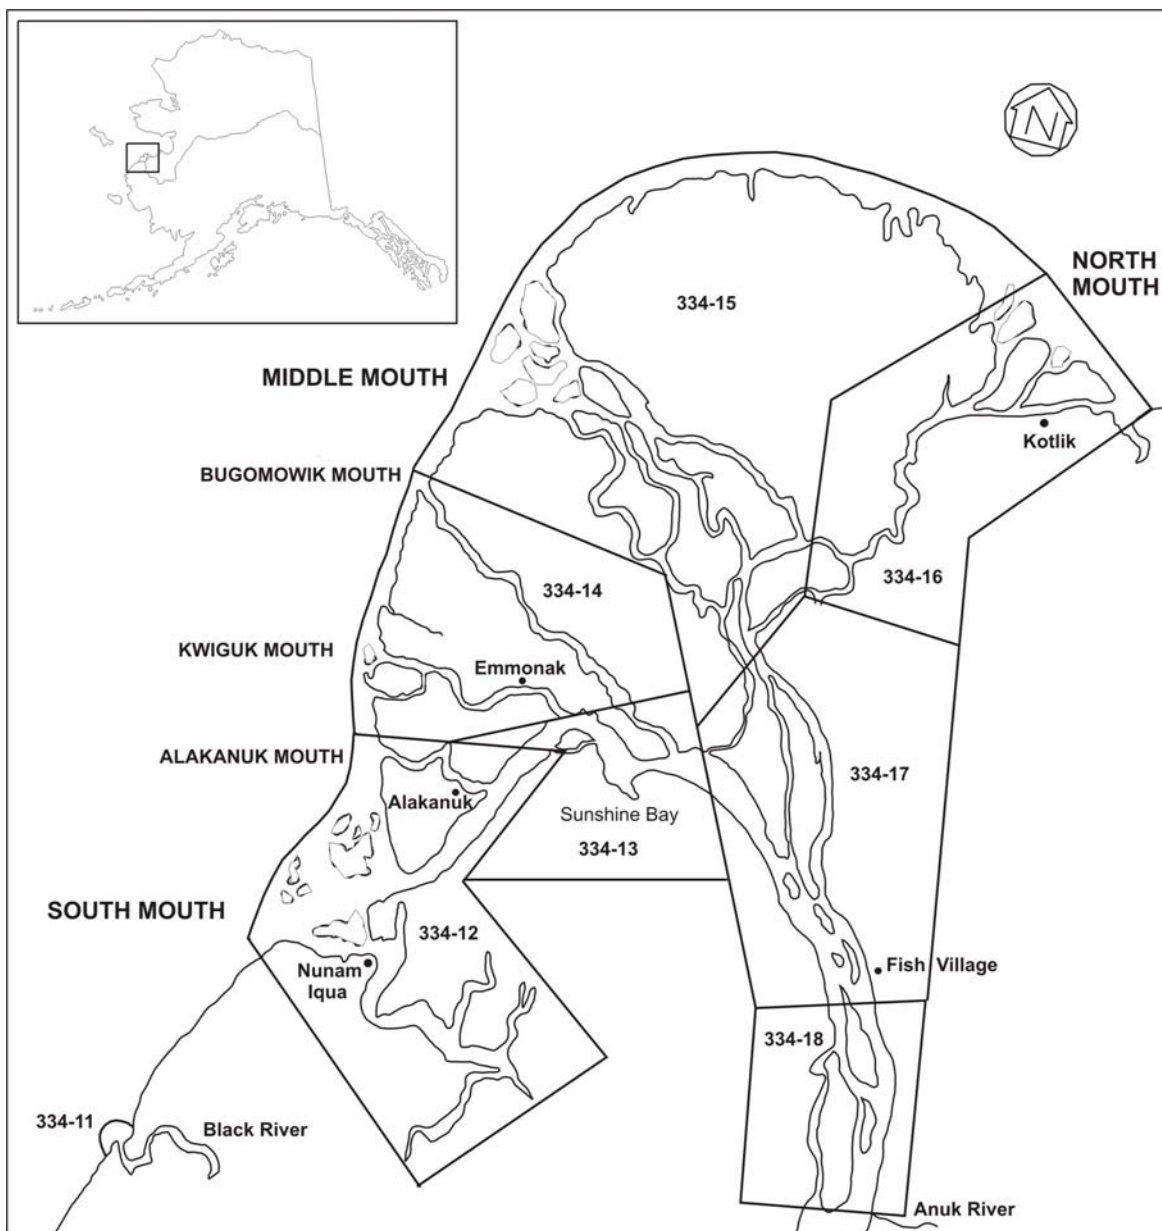 N
NORTH
MOUTH
334-15
MIDDLE MOUTH
Kotlik
BUGOMOWIK MOUTH
334-16
334-14
KWIGUK MOUTH
Emmonak
ALAKANUK MOUTH
334-17
Alakanuk
Sunshine Bay
334-13
SOUTH MOUTH
334-12
Nunam
Iqua
Fish Village
334-18
334-11
Black River
Anuk River